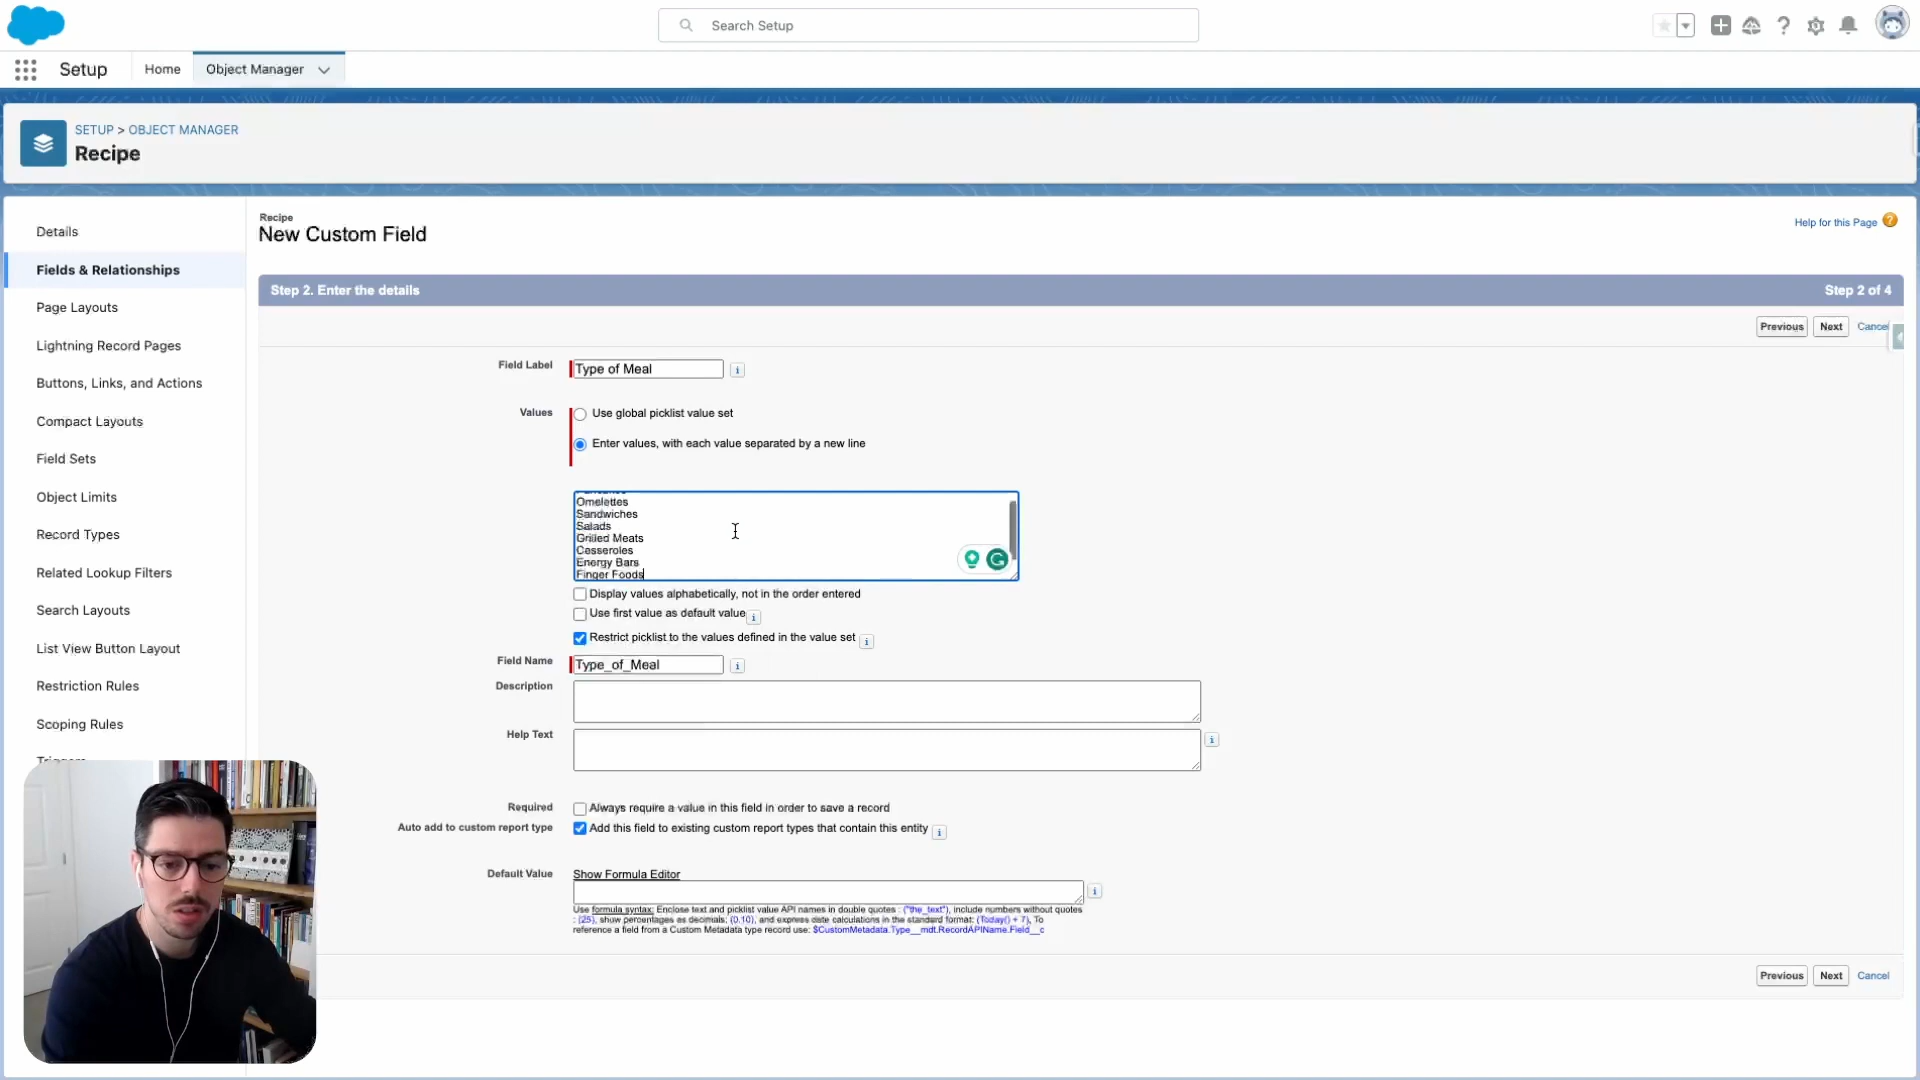 Search Setup
Setup
Home
Object Manager
SETUP > OBJECT MANAGER
Recipe
Details
Fields & Relationships
Page Layouts
Lightning Record Pages
Buttons, Links, and Actions
Compact Layouts
Field Sets
Object Limits
Record Types
Related Lookup Filters
Search Layouts
List View Button Layout
Restriction Rules
Scoping Rules
Recipe
New Custom Field
Help for this Page
Step 2. Enter the details
Step 2 of 4
Previous
Next
Cancel
Field Label
Type of Meal
Values
Use global picklist value set
Enter values, with each value separated by a new line
Omelettes
Sandwiches
Salads
Grilled Meats
Casseroles
Energy Bars
Finger Foods
Display values alphabetically, not in the order entered
Use first value as default value
Restrict picklist to the values defined in the value set
Field Name
Type_of_Meal
Description
Help Text
Required
Always require a value in this field in order to save a record
Auto add to custom report type
Add this field to existing custom report types that contain this entity
Default Value
Show Formula Editor
Use formula syntax: Enclose text and picklist value API names in double quotes : ("the_text"), include numbers without quotes
: (25), show percentages as decimals: (0.10), and express date calculations in the standard format: (Today() + 7), To
reference a field from a Custom Metadata type record use: $CustomMetadata.Type__mdt.RecordAPIName.Field__c
Previous
Next
Cancel